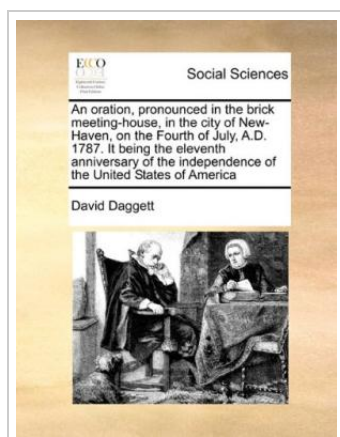 ECCO
Social Sciences
An oration, pronounced in the brick
meeting-house, in the city of New-
Haven, on the Fourth of July, A.D.
1787. It being the eleventh
anniversary of the independence of
the United States of America
David Daggett